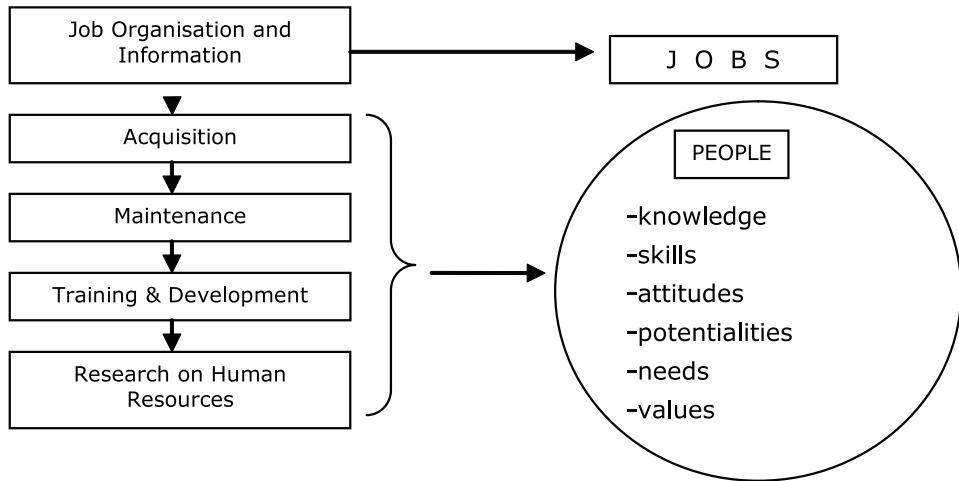 Job Organisation and
Information
J O B S
Acquisition
Maintenance
Training & Development
Research on Human
Resources
PEOPLE
-knowledge
-skills
-attitudes
-potentialities
-needs
-values